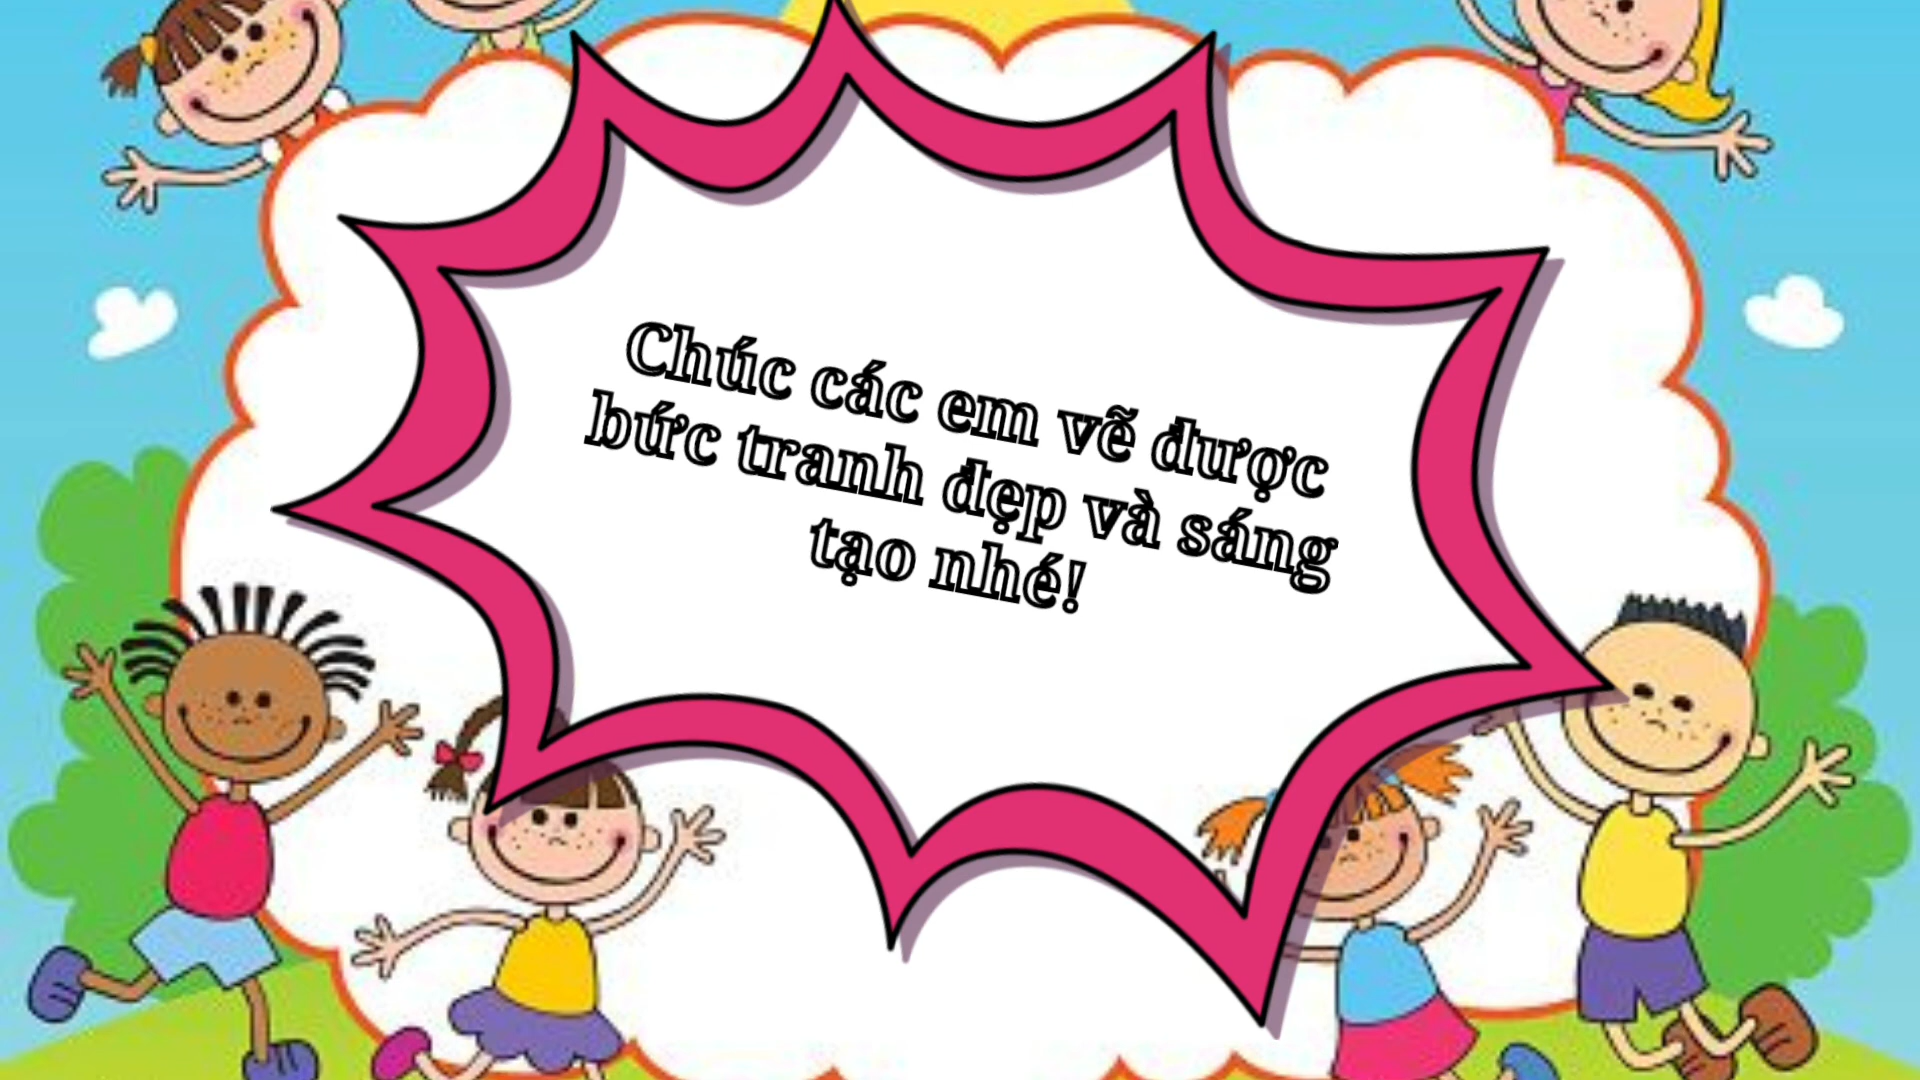 Chúc các em vẽ được
bức tranh đẹp và sáng
tạo nhé!